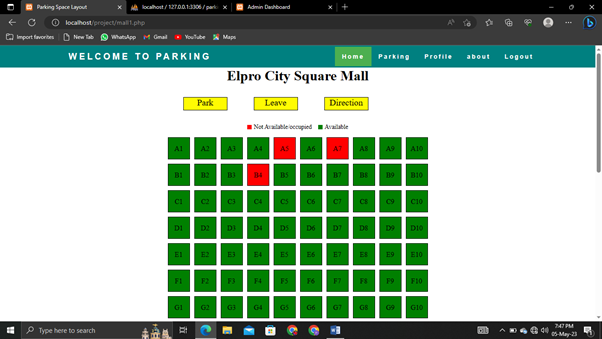 Parking Space Layout
localhost / 127.0.0.1:3306 / park
Admin Dashboard
localhost/project/mall1.php
Import favorites
New Tab
WhatsApp
Gmail
YouTube
Maps
WELCOME TO PARKING
Home Parking Profile about Logout
Elpro City Square Mall
Park Leave Direction
Not Available/occupied Available
A1 A2 A3 A4 A5 A6 A7 A8 A9 A10
B1 B2 B3 B4 B5 B6 B7 B8 B9 B10
C1 C2 C3 C4 C5 C6 C7 C8 C9 C10
D1 D2 D3 D4 D5 D6 D7 D8 D9 D10
E1 E2 E3 E4 E5 E6 E7 E8 E9 E10
F1 F2 F3 F4 F5 F6 F7 F8 F9 F10
G1 G2 G3 G4 G5 G6 G7 G8 G9 G10
Type here to search
7:47 PM
05-May-23